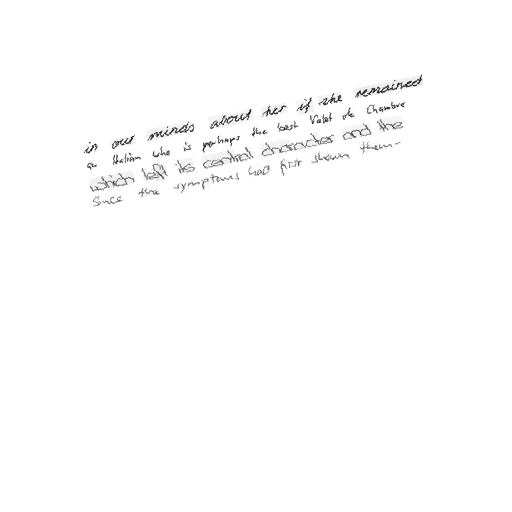 in our minds about her if she remained
an Italian who is perhaps the best Valet de Chambre
which left its central character and the
Since the symptoms had first shown them-